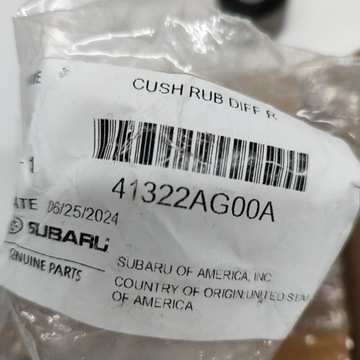 CUSH RUB DIFF R
- 1
41322AG00A
ATE 06/25/2024
SUBARU
GENUINE PARTS
SUBARU OF AMERICA, INC.
COUNTRY OF ORIGIN:UNITED STA
OF AMERICA